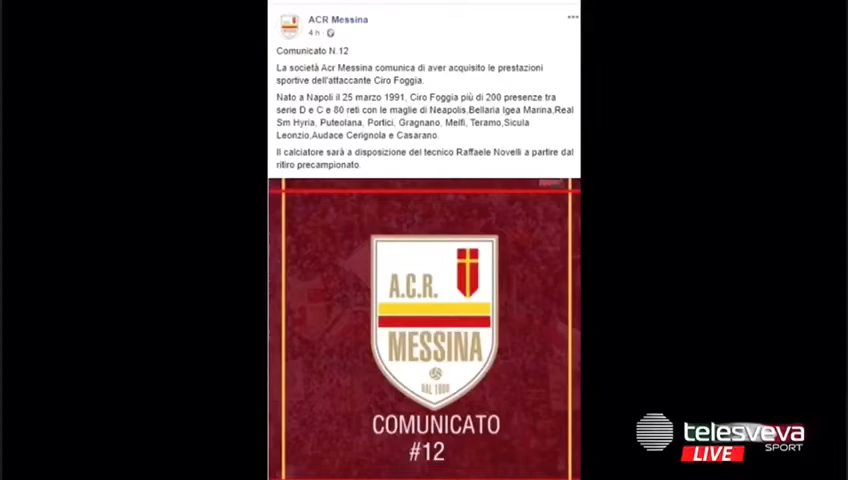 ACR Messina
4 h
Comunicato N.12
La società Acr Messina comunica di aver acquisito le prestazioni
sportive dell'attaccante Ciro Foggia.
Nato a Napoli il 25 marzo 1991, Ciro Foggia più di 200 presenze tra
serie D e C e 80 reti con le maglie di Neapolis,Bellaria Igea Marina,Real
Sm Hyria, Puteolana, Portici, Gragnano, Melfi, Teramo,Sicula
Leonzio,Audace Cerignola e Casarano.
Il calciatore sarà a disposizione del tecnico Raffaele Novelli a partire dal
ritiro precampionato.
A.C.R.
MESSINA
DAL 1900
COMUNICATO
#12
telesveva
SPORT
LIVE